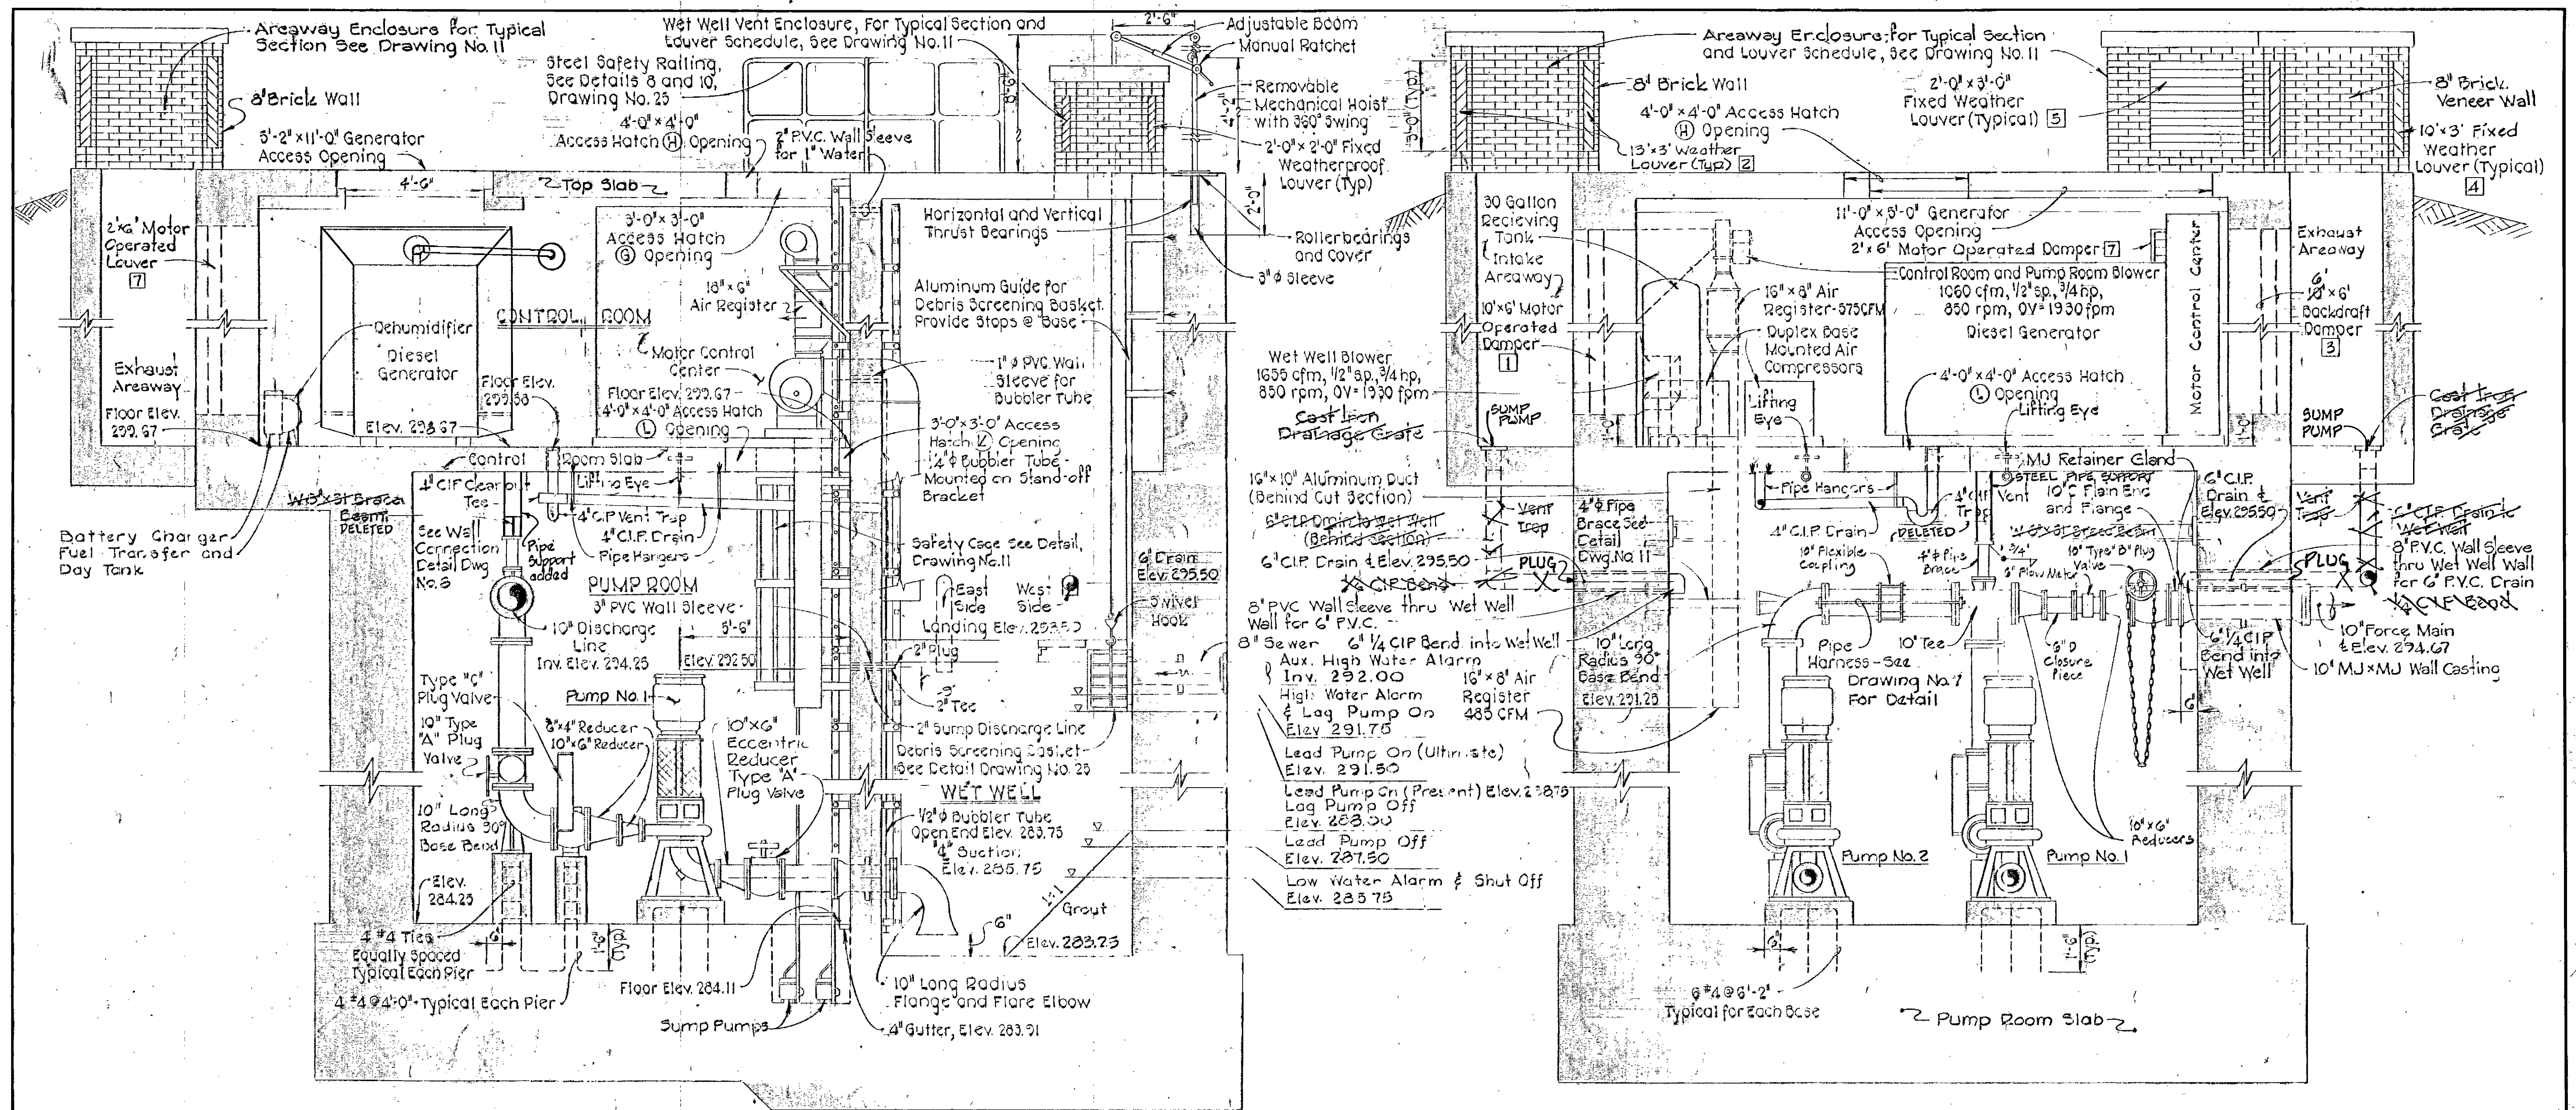 Areaway Enclosure for Typical
Section See Drawing No. 11
8" Brick Wall
5'-2" x 11'-0" Generator
Access Opening
4'-6"
Top Slab
Steel Safety Railing,
See Details 8 and 10,
Drawing No. 25
4'-0" x 4'-0"
Access Hatch (H) Opening
2" P.V.C. Wall Sleeve
for 1" Water
Wet Well Vent Enclosure, For Typical Section and
Louver Schedule, See Drawing No. 11
2'-6"
Adjustable Boom
Manual Ratchet
Removable
Mechanical Hoist
with 360° Swing
2'-0" x 2'-0" Fixed
Weatherproof
Louver (Typ)
2'-0"
Rollerbearings
and Cover
3" ø Sleeve
Horizontal and Vertical
Thrust Bearings
2'x6' Motor
Operated
Louver
7
Exhaust
Areaway
Floor Elev.
299.67
Dehumidifier
Diesel
Generator
Elev. 298.67
CONTROL ROOM
3'-0" x 3'-0"
Access Hatch
(G) Opening
18" x 6"
Air Register
Motor Control
Center
Floor Elev. 299.67
4'-0" x 4'-0" Access Hatch
(L) Opening
Floor Elev.
Aluminum Guide for
Debris Screening Basket.
Provide Stops @ Base
1" ø PVC Wall
Sleeve for
Bubbler Tube
3'-0" x 3'-0" Access
Hatch Opening
Bubbler Tube
Mounted on Stand-off
Bracket
Control Room Slab
Lifting Eye
Tee
DELETED
Battery Charger
Fuel Transfer and
Day Tank
See Wall
Connection
Detail Dwg
Pipe
Support
added
4" C.I.P. Vent Trap
4" C.I.P. Drain
Pipe Hangers
Safety Cage See Detail,
Drawing No. 11
6" Drain
Elev. 295.50
PUMP ROOM
3" PVC Wall Sleeve
5'-6"
Elev. 292.50
East
Side
West
Side
Landing Elev. 293.50
Swivel
Hook
10" Discharge
Line
Inv. Elev. 294.25
2" Plug
2" Tee
Type "C"
Plug Valve
Pump No. 1
10" Type
"A" Plug
Valve
6"x4" Reducer
10"x6" Reducer
10"x6"
Eccentric
Reducer
Type "A"
Plug Valve
2" Sump Discharge Line
Debris Screening Basket
See Detail Drawing No. 25
WET WELL
1/2" ø Bubbler Tube
Open End Elev. 283.75
Suction
Elev. 285.75
10" Long
Radius 90°
Base Bend
Elev.
284.25
1:1
Grout
6"
Elev. 283.25
4 #4 Ties
Equally Spaced
Typical Each Pier
6"
4 #4 @ 4'-0" Typical Each Pier
Floor Elev. 284.11
Sump Pumps
10" Long Radius
Flange and Flare Elbow
4" Gutter, Elev. 283.91
Areaway Enclosure, for Typical Section
and Louver Schedule, See Drawing No. 11
8" Brick Wall
4'-0" x 4'-0" Access Hatch
(H) Opening
13'x3' Weather
Louver (Typ) 2
2'-0" x 3'-0"
Fixed Weather
Louver (Typical) 5
8" Brick
Veneer Wall
10'x3' Fixed
Weather
Louver (Typical)
4
30 Gallon
Recieving
Tank
Intake
Areaway
10'x6' Motor
Operated
Damper
1
11'-0" x 5'-0" Generator
Access Opening
2'x6' Motor Operated Damper 7
Control Room and Pump Room Blower
1060 cfm, 1/2" sp., 3/4 hp,
850 rpm, OV=1930 fpm
Diesel Generator
Motor Control Center
Exhaust
Areaway
6'
10'x6'
Backdraft
Damper
3
16" x 8" Air
Register-575CFM
Duplex Base
Mounted Air
Compressors
Wet Well Blower
1655 cfm, 1/2" sp., 3/4 hp,
850 rpm, OV=1930 fpm
Cast Iron
Drainage Grate
SUMP
PUMP
Lifting
Eye
4'-0" x 4'-0" Access Hatch
(L) Opening
Lifting Eye
SUMP
PUMP
Cast Iron
Drainage
Grate
MJ Retainer Gland
STEEL PIPE SUPPORT
10" Plain End
and Flange
16" x 10" Aluminum Duct
(Behind Cut Section)
6" C.I.P. Drain to Wet Well
(Behind Section)
Vent
Trap
6" C.I.P. Drain ¢ Elev. 295.50
PLUG
4" ø Pipe
Brace See
Detail
Dwg. No. 11
Pipe Hangers
4" C.I.P. Drain
Vent
DELETED
10" Flexible
Coupling
6" Flow Meter
10" Type "B" Plug
Valve
6" C.I.P.
Drain ¢
Elev. 295.50
Vent
Trap
6" C.I.P. Drain to
Wet Well
PLUG
8" P.V.C. Wall Sleeve
thru Wet Well Wall
for 6" P.V.C. Drain
8" PVC Wall Sleeve thru Wet Well
Wall for 6" P.V.C.
8" Sewer
6" 1/4 CIP Bend into Wet Well
Aux. High Water Alarm
Inv. 292.00
High Water Alarm
& Lag Pump On
Elev 291.75
16" x 8" Air
Register
485 CFM
10" Long
Radius 90°
Base Bend
Elev. 291.25
Pipe
Harness-See
Drawing No. 7
For Detail
10" Tee
Closure
Piece
6" 1/4 CIP
Bend into
Wet Well
10" Force Main
¢ Elev. 294.67
10" MJ x MJ Wall Casting
6"
Lead Pump On (Ultimate)
Elev. 291.50
Lead Pump On (Present) Elev. 288.75
Lag Pump Off
Elev. 288.00
Lead Pump Off
Elev. 287.50
Low Water Alarm & Shut Off
Elev. 285.75
Pump No. 2
Pump No. 1
10"x6"
Reducers
6"
6 #4 @ 6'-2"
Typical for Each Base
Pump Room Slab